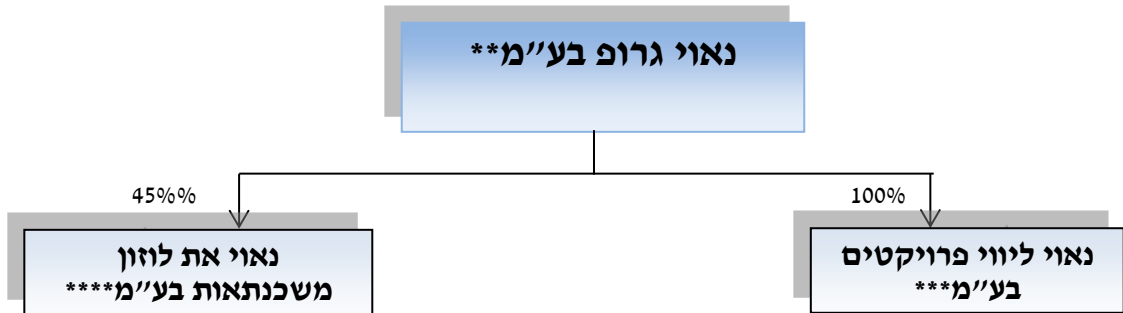 נאוי גרופ בע״מ**
100%
45%%
נאוי ליווי פרויקטים
בע״מ***
נאוי את לוזון
משכנתאות בע״מ****